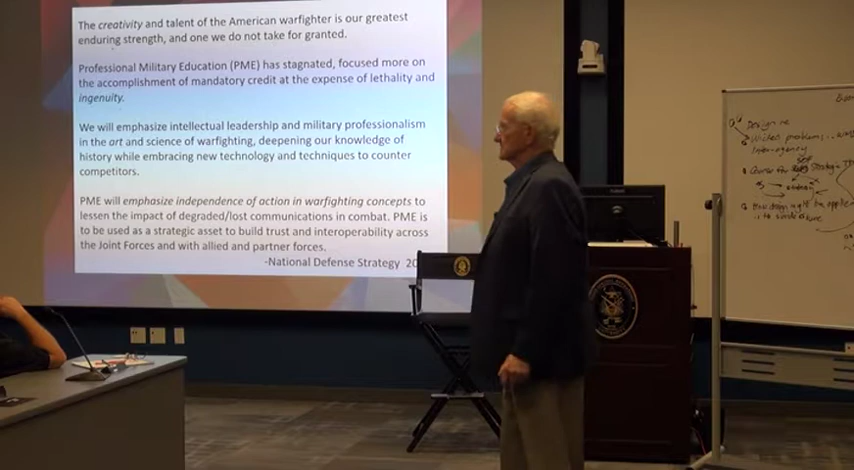 The creativity and talent of the American warfighter is our greatest
enduring strength, and one we do not take for granted.
Professional Military Education (PME) has stagnated, focused more on
the accomplishment of mandatory credit at the expense of lethality and
ingenuity.
We will emphasize intellectual leadership and military professionalism
in the art and science of warfighting, deepening our knowledge of
history while embracing new technology and techniques to counter
competitors.
PME will emphasize independence of action in warfighting concepts to
lessen the impact of degraded/lost communications in combat. PME is
to be used as a strategic asset to build trust and interoperability across
the Joint Forces and with allied and partner forces.
-National Defense Strategy 20
Design
problems
Interagency
Strategic